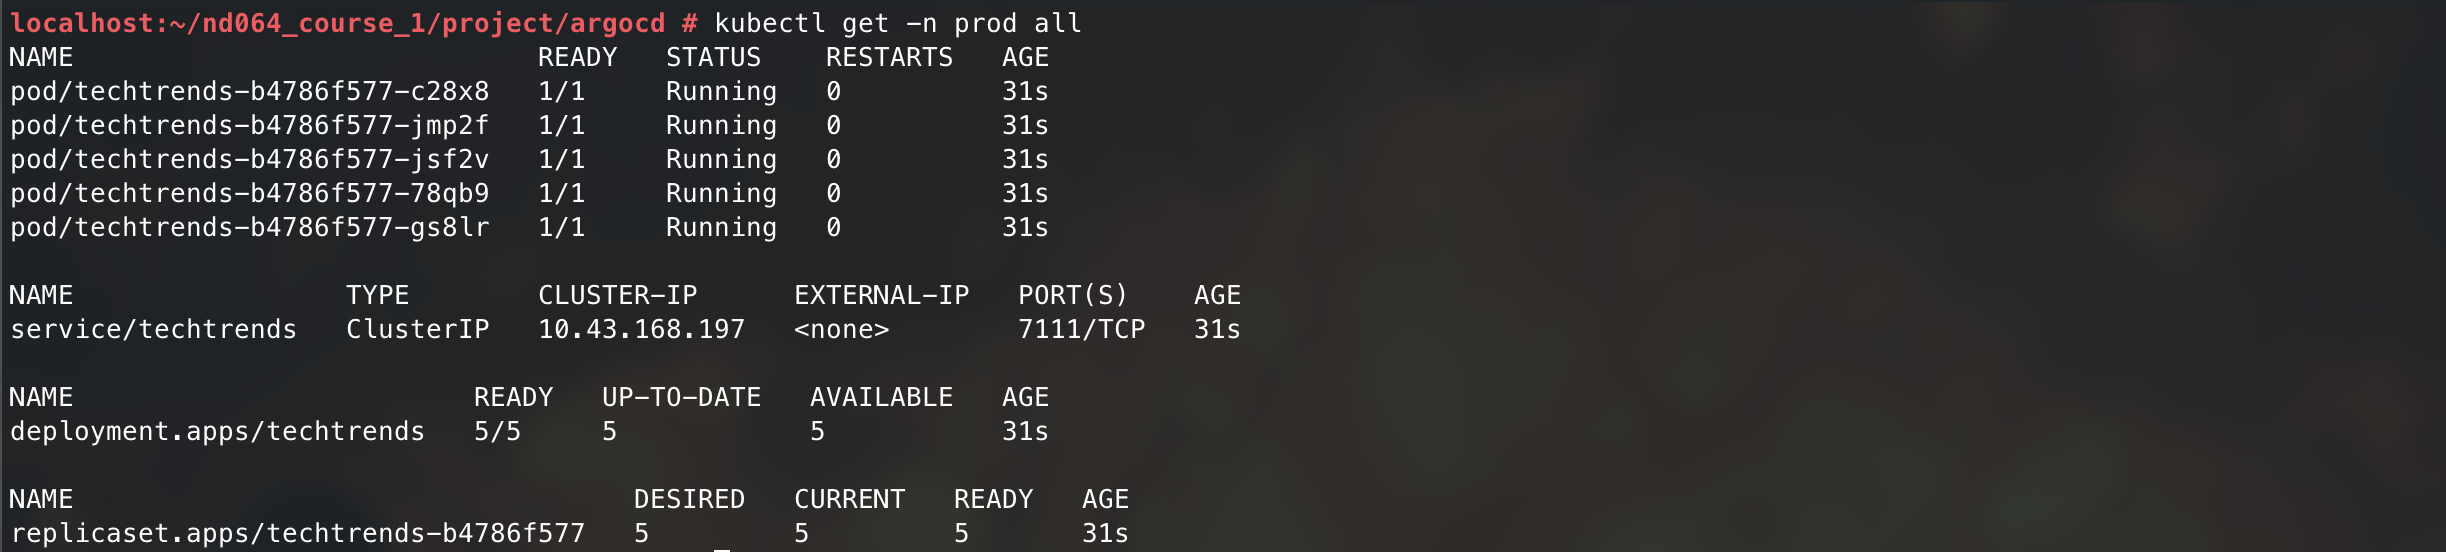 localhost:~/nd064_course_1/project/argocd # kubectl get -n prod all
NAME                             READY   STATUS    RESTARTS   AGE
pod/techtrends-b4786f577-c28x8   1/1     Running   0          31s
pod/techtrends-b4786f577-jmp2f   1/1     Running   0          31s
pod/techtrends-b4786f577-jsf2v   1/1     Running   0          31s
pod/techtrends-b4786f577-78qb9   1/1     Running   0          31s
pod/techtrends-b4786f577-gs8lr   1/1     Running   0          31s

NAME                 TYPE        CLUSTER-IP      EXTERNAL-IP   PORT(S)    AGE
service/techtrends   ClusterIP   10.43.168.197   <none>        7111/TCP   31s

NAME                         READY   UP-TO-DATE   AVAILABLE   AGE
deployment.apps/techtrends   5/5     5            5           31s

NAME                                   DESIRED   CURRENT   READY   AGE
replicaset.apps/techtrends-b4786f577   5         5         5       31s